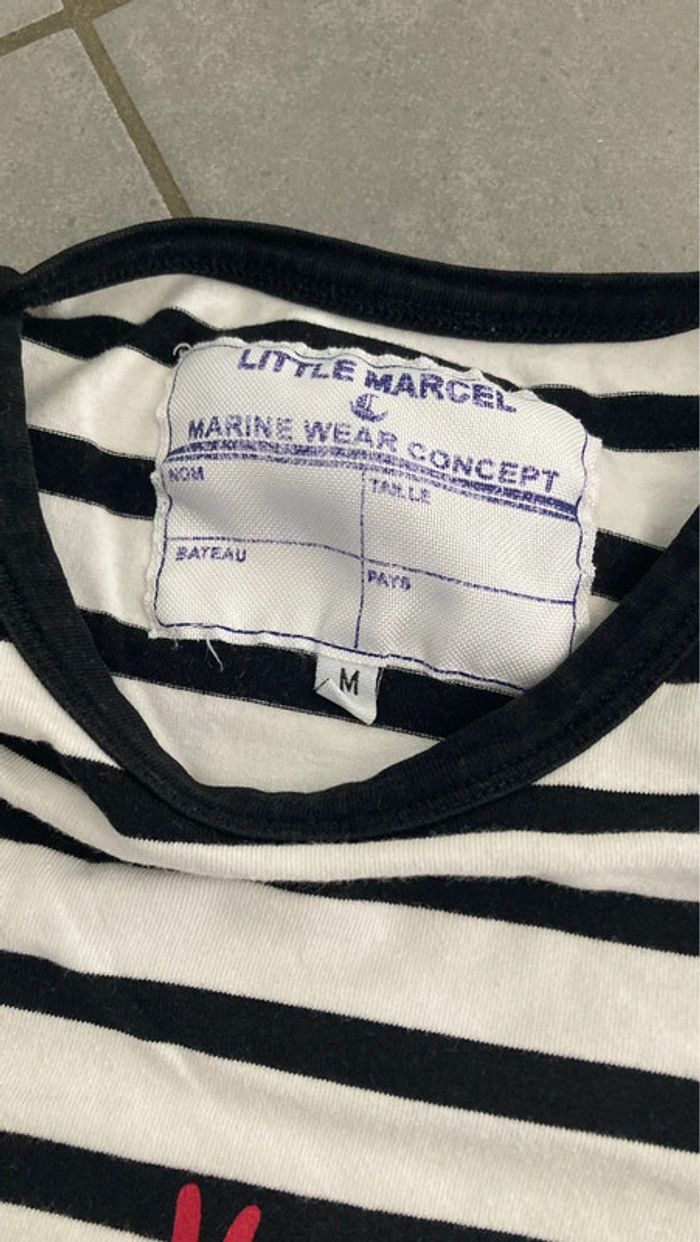 LITTLE MARCEL
MARINE WEAR CONCEPT
NOM
TAILLE
BATEAU
PAYS
M